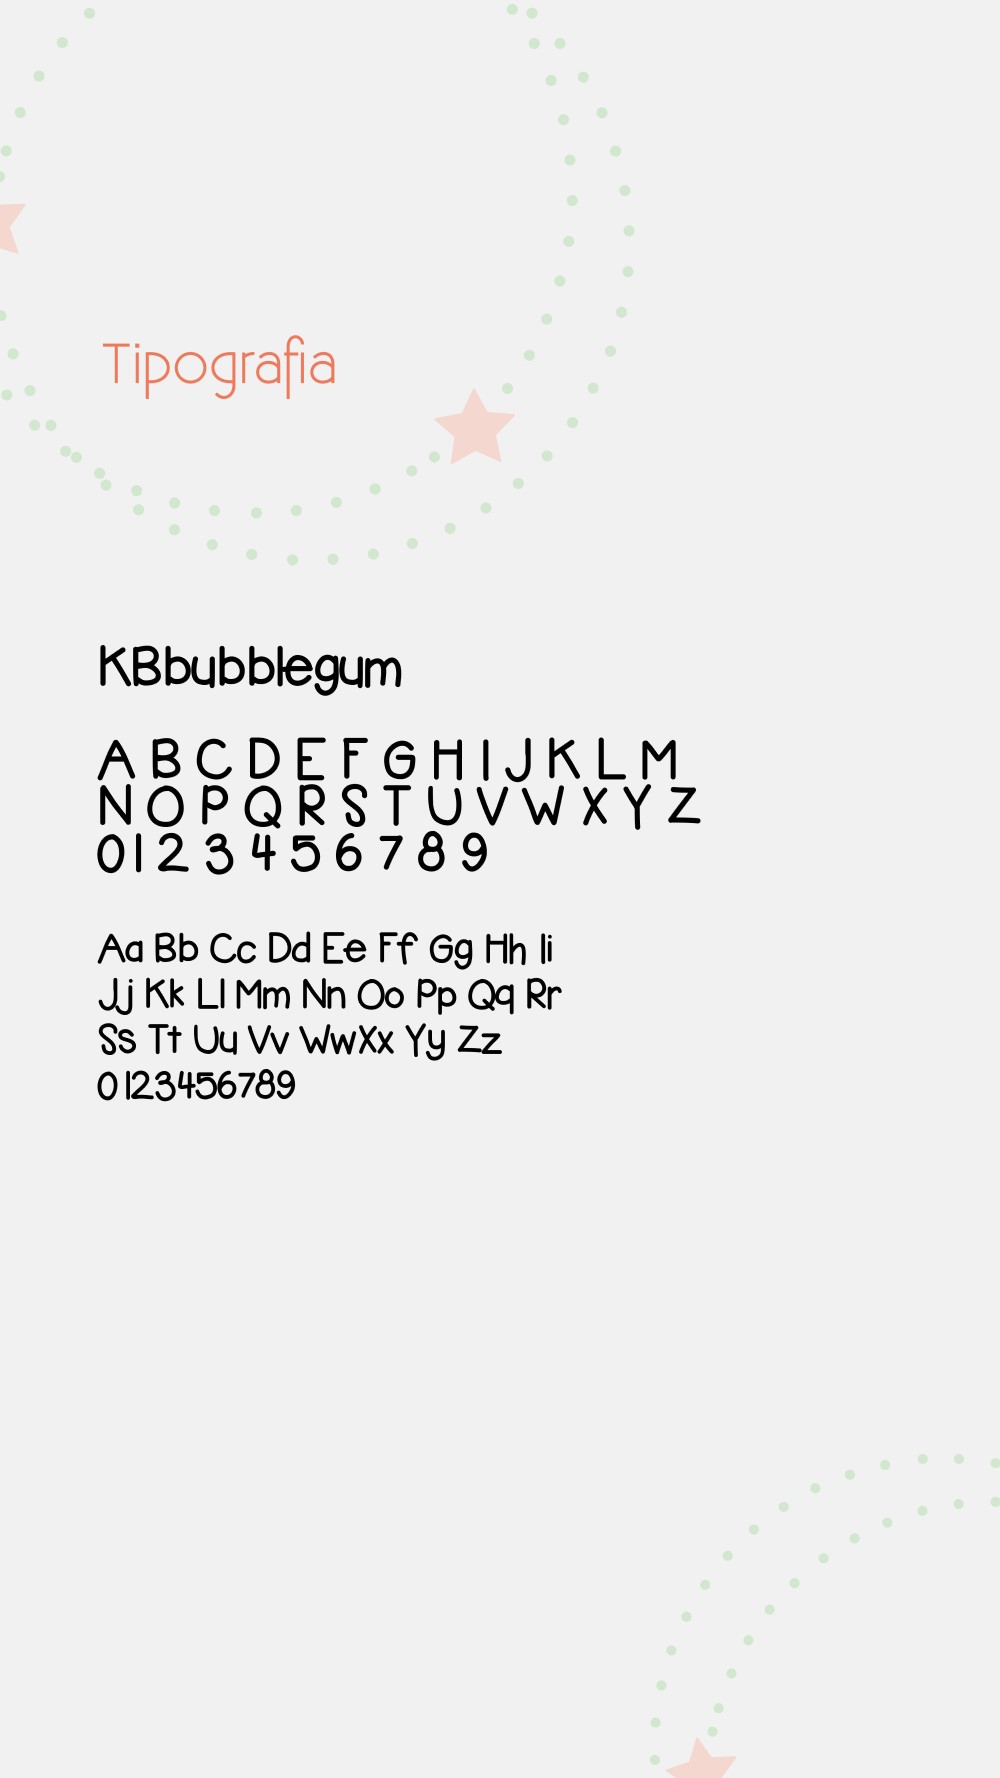 Tipografia
KBbubblegum
A B C D E F G H I J K L M
N O P Q R S T U V W X Y Z
0 1 2 3 4 5 6 7 8 9
Aa Bb Cc Dd Ee Ff Gg Hh Ii
Jj Kk Ll Mm Nn Oo Pp Qq Rr
Ss Tt Uu Vv WwXx Yy Zz
0123456789